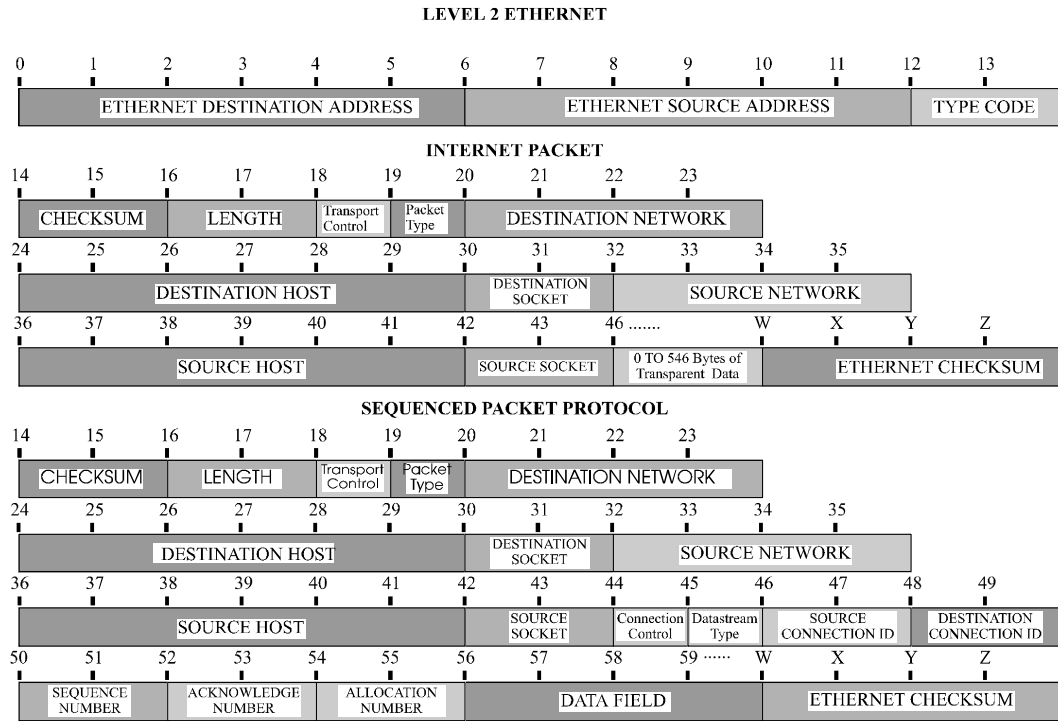 LEVEL 2 ETHERNET
0 1 2 3 4 5 6 7 8 9 10 11 12 13
ETHERNET DESTINATION ADDRESS ETHERNET SOURCE ADDRESS TYPE CODE
INTERNET PACKET
14 15 16 17 18 19 20 21 22 23
CHECKSUM LENGTH Transport Control Packet Type DESTINATION NETWORK
24 25 26 27 28 29 30 31 32 33 34 35
DESTINATION HOST DESTINATION SOCKET SOURCE NETWORK
36 37 38 39 40 41 42 43 46 ....... W X Y Z
SOURCE HOST SOURCE SOCKET 0 TO 546 Bytes of Transparent Data ETHERNET CHECKSUM
SEQUENCED PACKET PROTOCOL
14 15 16 17 18 19 20 21 22 23
CHECKSUM LENGTH Transport Control Packet Type DESTINATION NETWORK
24 25 26 27 28 29 30 31 32 33 34 35
DESTINATION HOST DESTINATION SOCKET SOURCE NETWORK
36 37 38 39 40 41 42 43 44 45 46 47 48 49
SOURCE HOST SOURCE SOCKET Connection Control Datastream Type SOURCE CONNECTION ID DESTINATION CONNECTION ID
50 51 52 53 54 55 56 57 58 59 ...... W X Y Z
SEQUENCE NUMBER ACKNOWLEDGE NUMBER ALLOCATION NUMBER DATA FIELD ETHERNET CHECKSUM